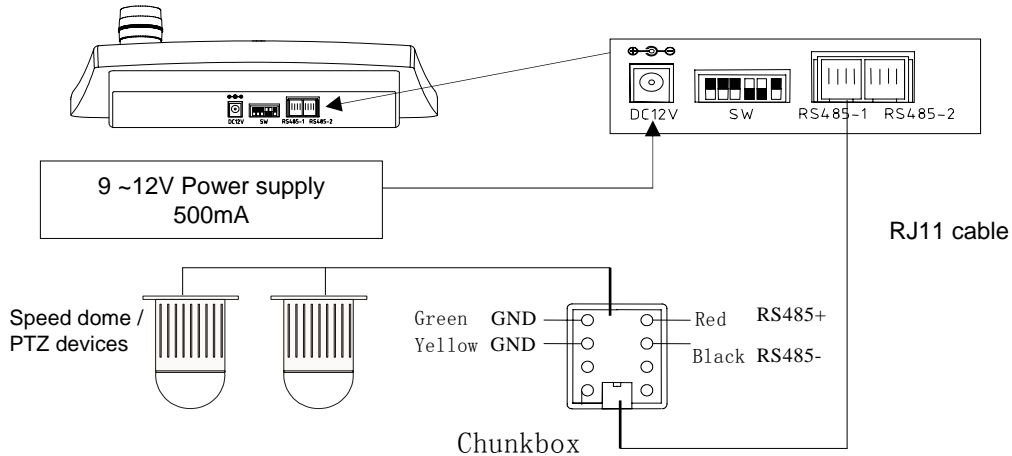 DC12V SW RS485-1 RS485-2
DC12V SW RS485-1 RS485-2
9 ~12V Power supply
500mA
RJ11 cable
Speed dome /
PTZ devices
Green GND
Yellow GND
Red RS485+
Black RS485-
Chunkbox